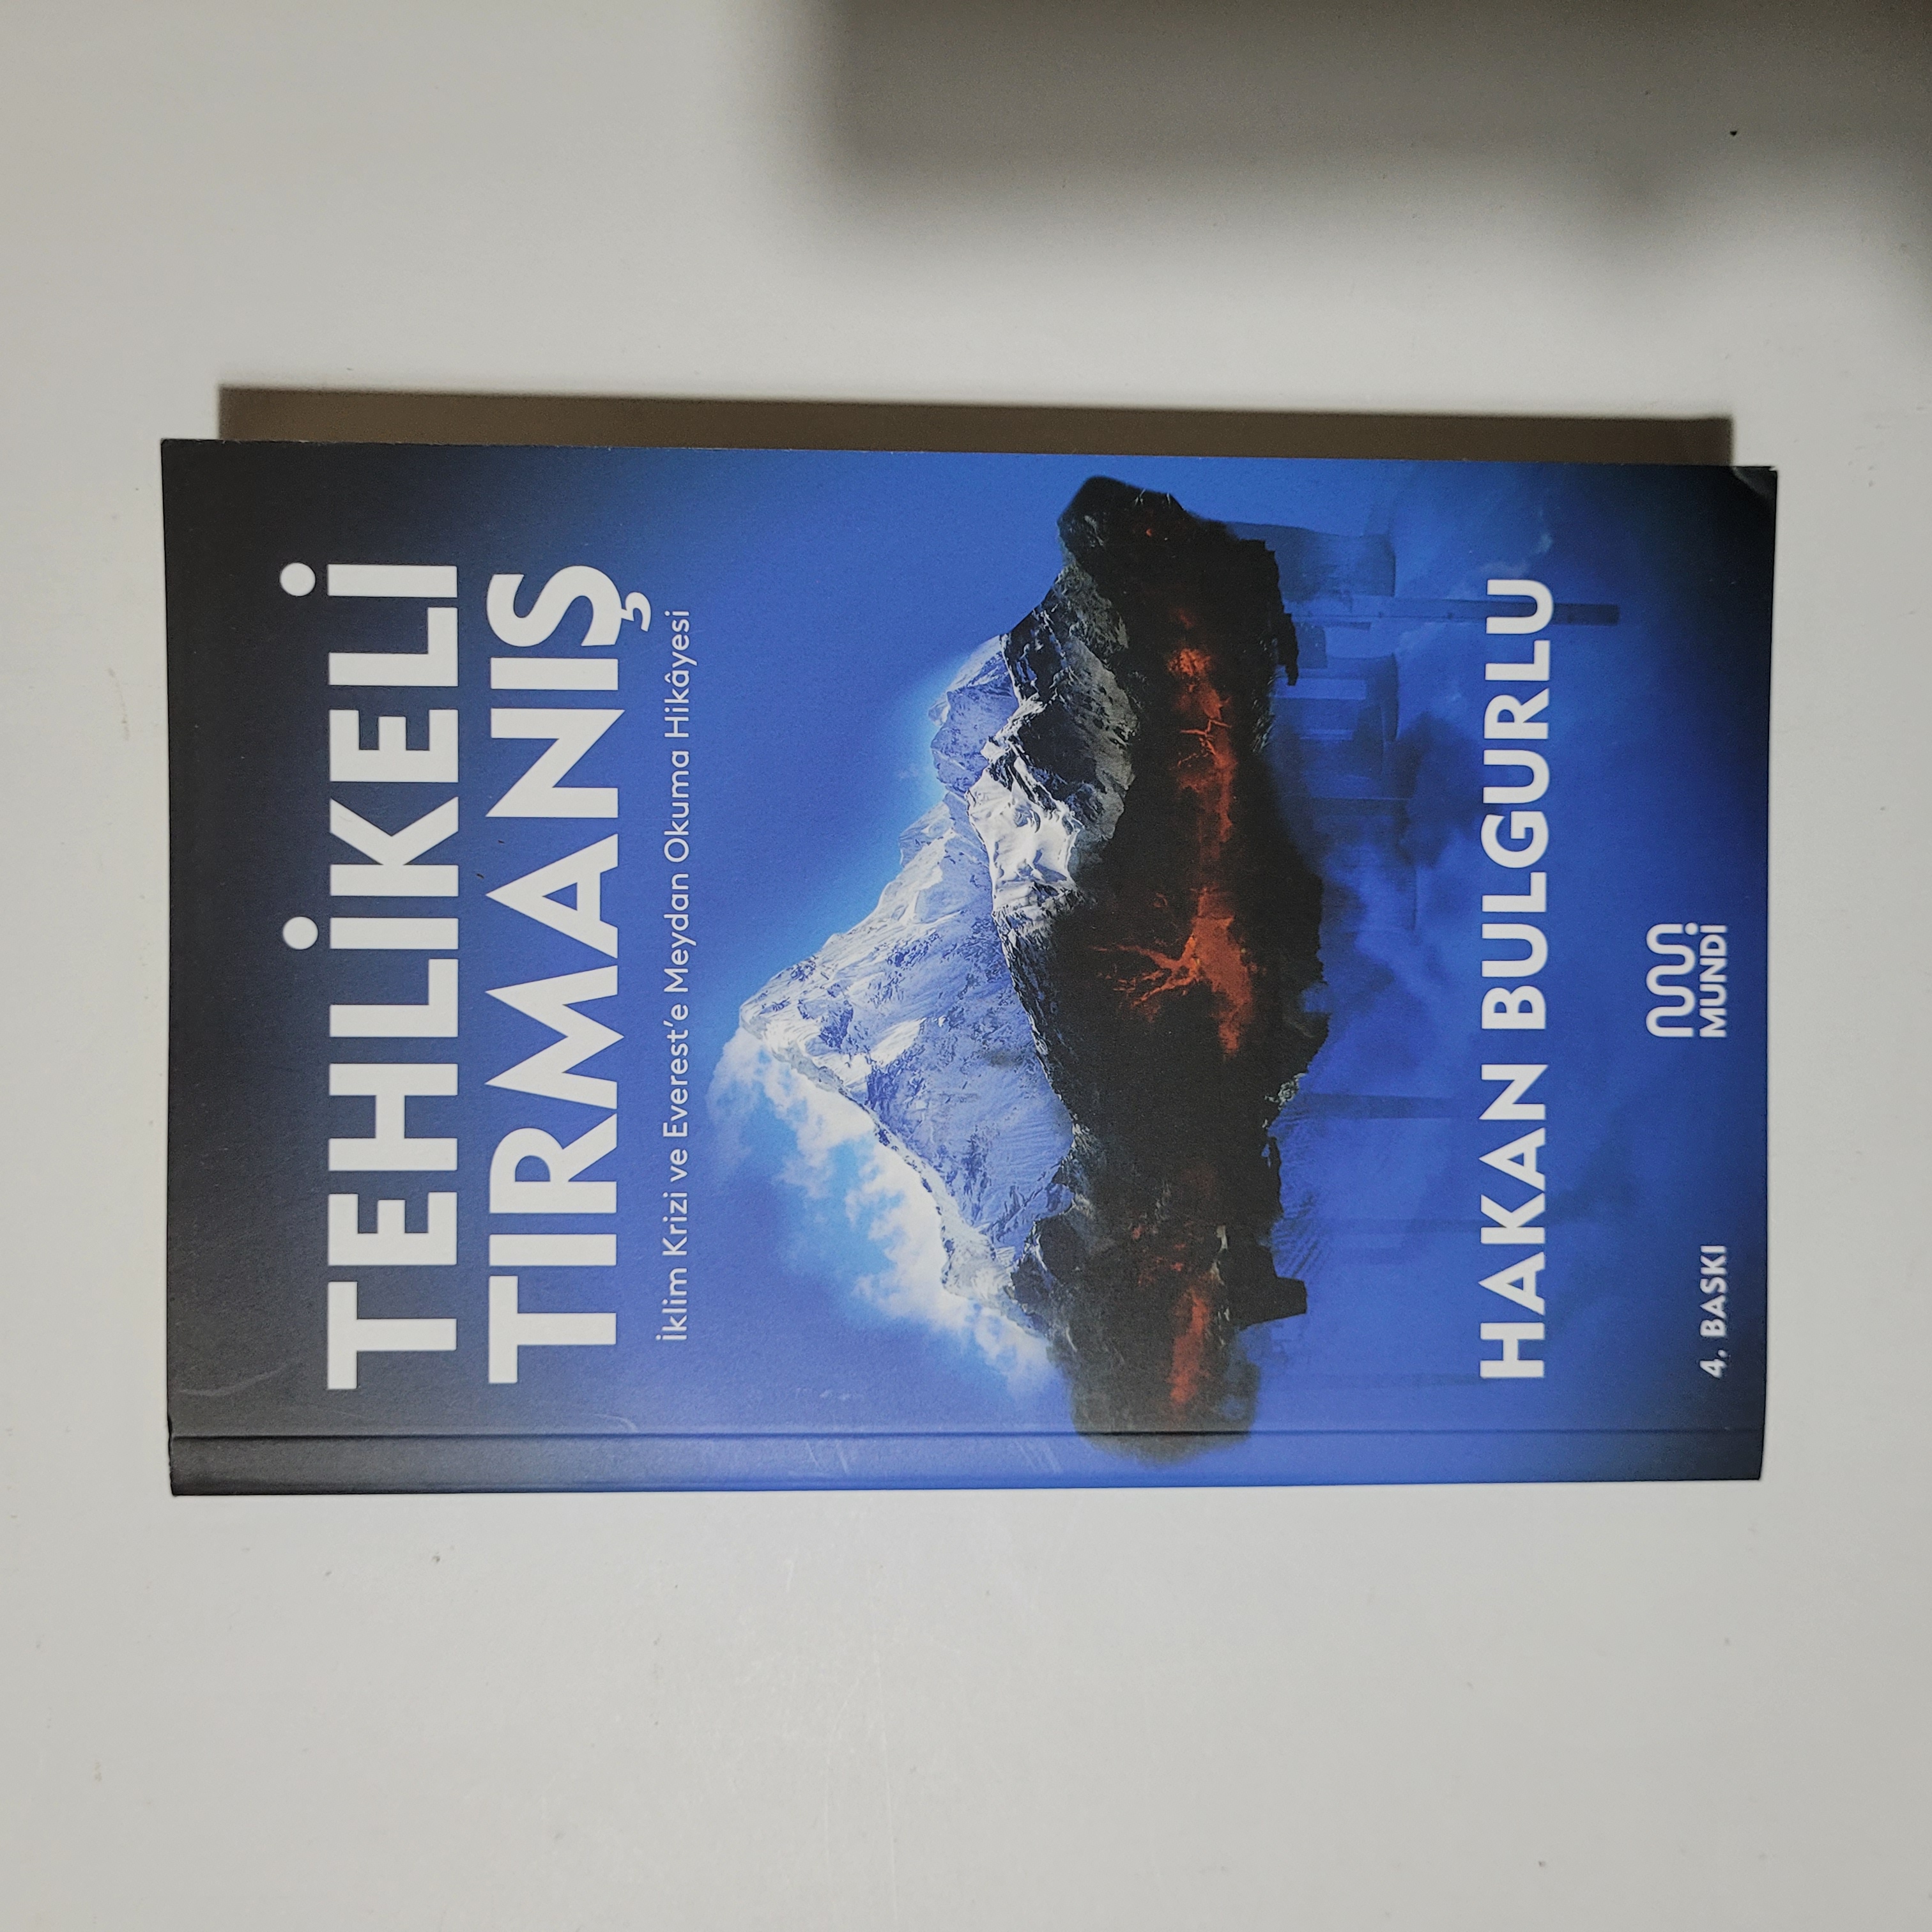 TEHLİKELİ
TIRMANIŞ
İklim Krizi ve Everest'e Meydan Okuma Hikâyesi
HAKAN BULGURLU
MUNDİ
4. BASKI